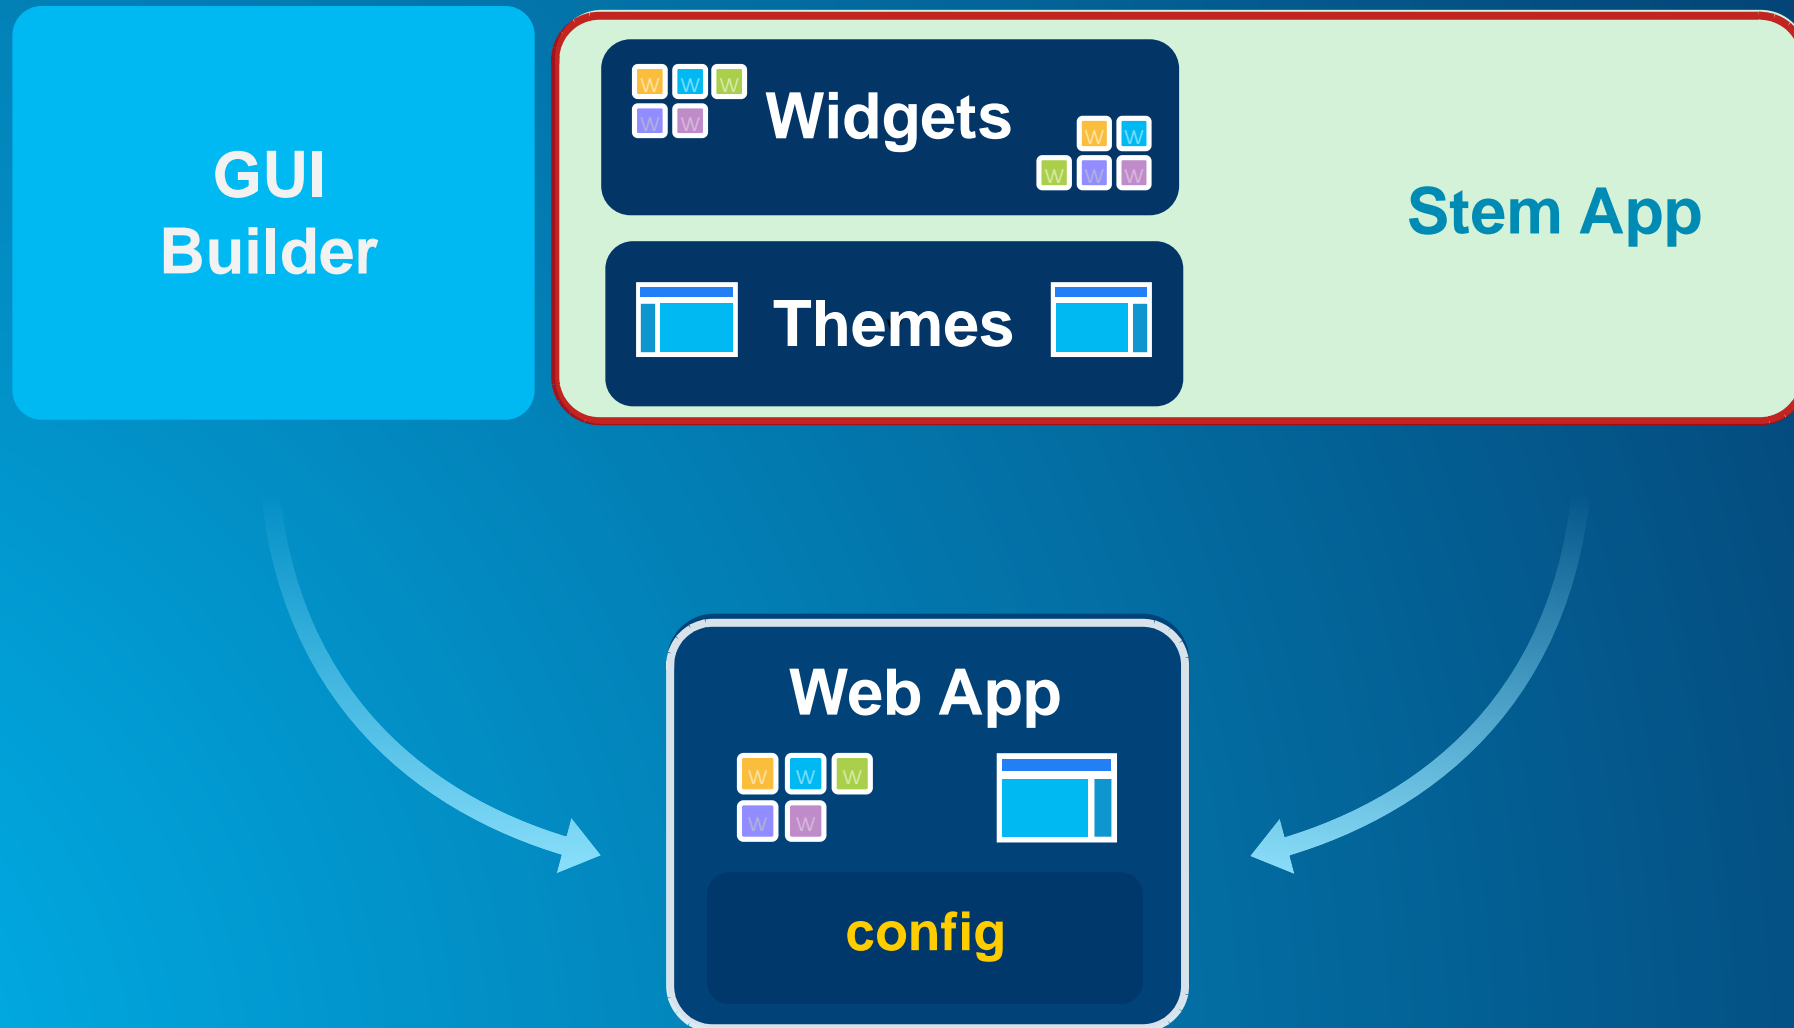 GUI
Builder
W W W
Widgets
W W
W W
W W W
Stem App
Themes
Web App
W W W
W W
config